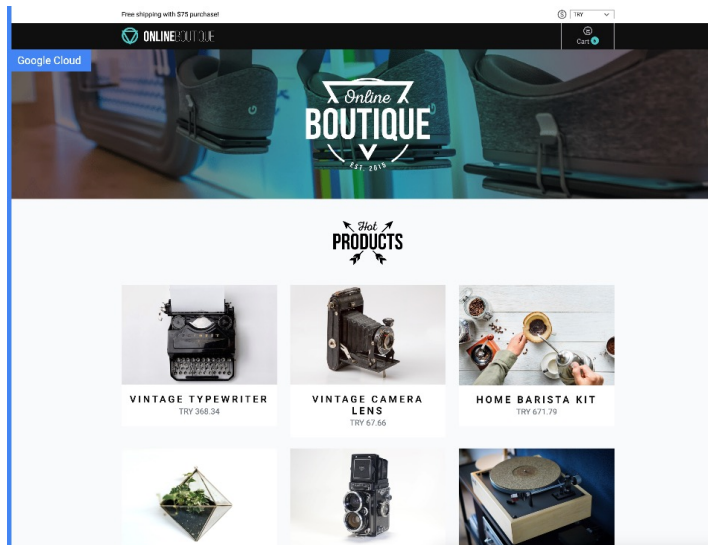 Free shipping with $75 purchase!
$ TRY
ONLINEBOUTIQUE
Cart
Google Cloud
Online
BOUTIQUE
EST. 2015
Hot
PRODUCTS
VINTAGE TYPEWRITER
TRY 368.34
VINTAGE CAMERA
LENS
TRY 67.66
HOME BARISTA KIT
TRY 671.79